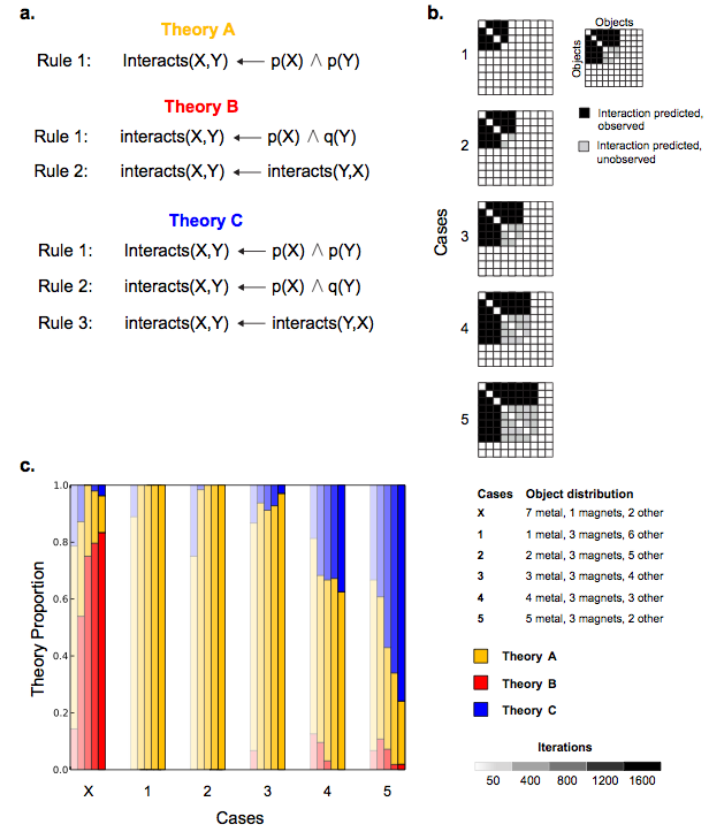 a.
Theory A
Rule 1: Interacts(X,Y) ← p(X) ∧ p(Y)
Theory B
Rule 1: interacts(X,Y) ← p(X) ∧ q(Y)
Rule 2: interacts(X,Y) ← interacts(Y,X)
Theory C
Rule 1: Interacts(X,Y) ← p(X) ∧ p(Y)
Rule 2: interacts(X,Y) ← p(X) ∧ q(Y)
Rule 3: interacts(X,Y) ← interacts(Y,X)
b.
Objects
Objects
Interaction predicted,
observed
Interaction predicted,
unobserved
Cases
1
2
3
4
5
c.
Theory Proportion
1.0
0.8
0.6
0.4
0.2
0.0
X 1 2 3 4 5
Cases
Cases Object distribution
X 7 metal, 1 magnets, 2 other
1 1 metal, 3 magnets, 6 other
2 2 metal, 3 magnets, 5 other
3 3 metal, 3 magnets, 4 other
4 4 metal, 3 magnets, 3 other
5 5 metal, 3 magnets, 2 other
Theory A
Theory B
Theory C
Iterations
50 400 800 1200 1600